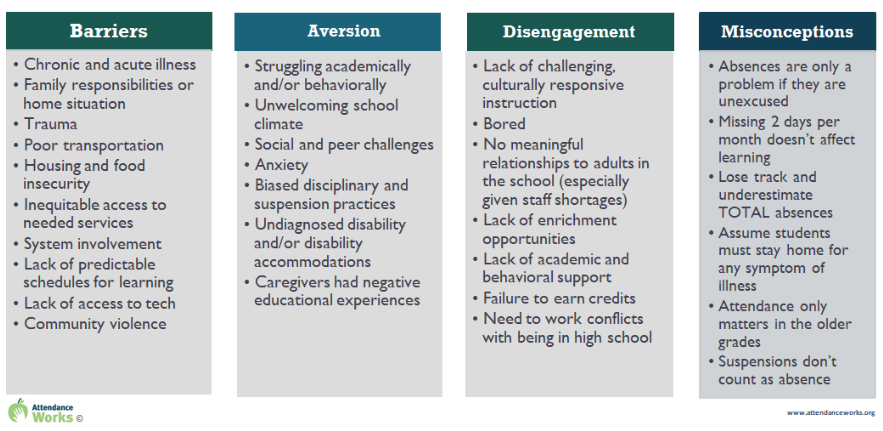 Barriers
• Chronic and acute illness
• Family responsibilities or
home situation
• Trauma
• Poor transportation
• Housing and food
insecurity
• Inequitable access to
needed services
• System involvement
• Lack of predictable
schedules for learning
• Lack of access to tech
• Community violence
Aversion
• Struggling academically
and/or behaviorally
• Unwelcoming school
climate
• Social and peer challenges
• Anxiety
• Biased disciplinary and
suspension practices
• Undiagnosed disability
and/or disability
accommodations
• Caregivers had negative
educational experiences
Disengagement
• Lack of challenging,
culturally responsive
instruction
• Bored
• No meaningful
relationships to adults in
the school (especially
given staff shortages)
• Lack of enrichment
opportunities
• Lack of academic and
behavioral support
• Failure to earn credits
• Need to work conflicts
with being in high school
Misconceptions
• Absences are only a
problem if they are
unexcused
• Missing 2 days per
month doesn't affect
learning
• Lose track and
underestimate
TOTAL absences
• Assume students
must stay home for
any symptom of
illness
• Attendance only
matters in the older
grades
• Suspensions don't
count as absence
Attendance
Works ©
www.attendanceworks.org